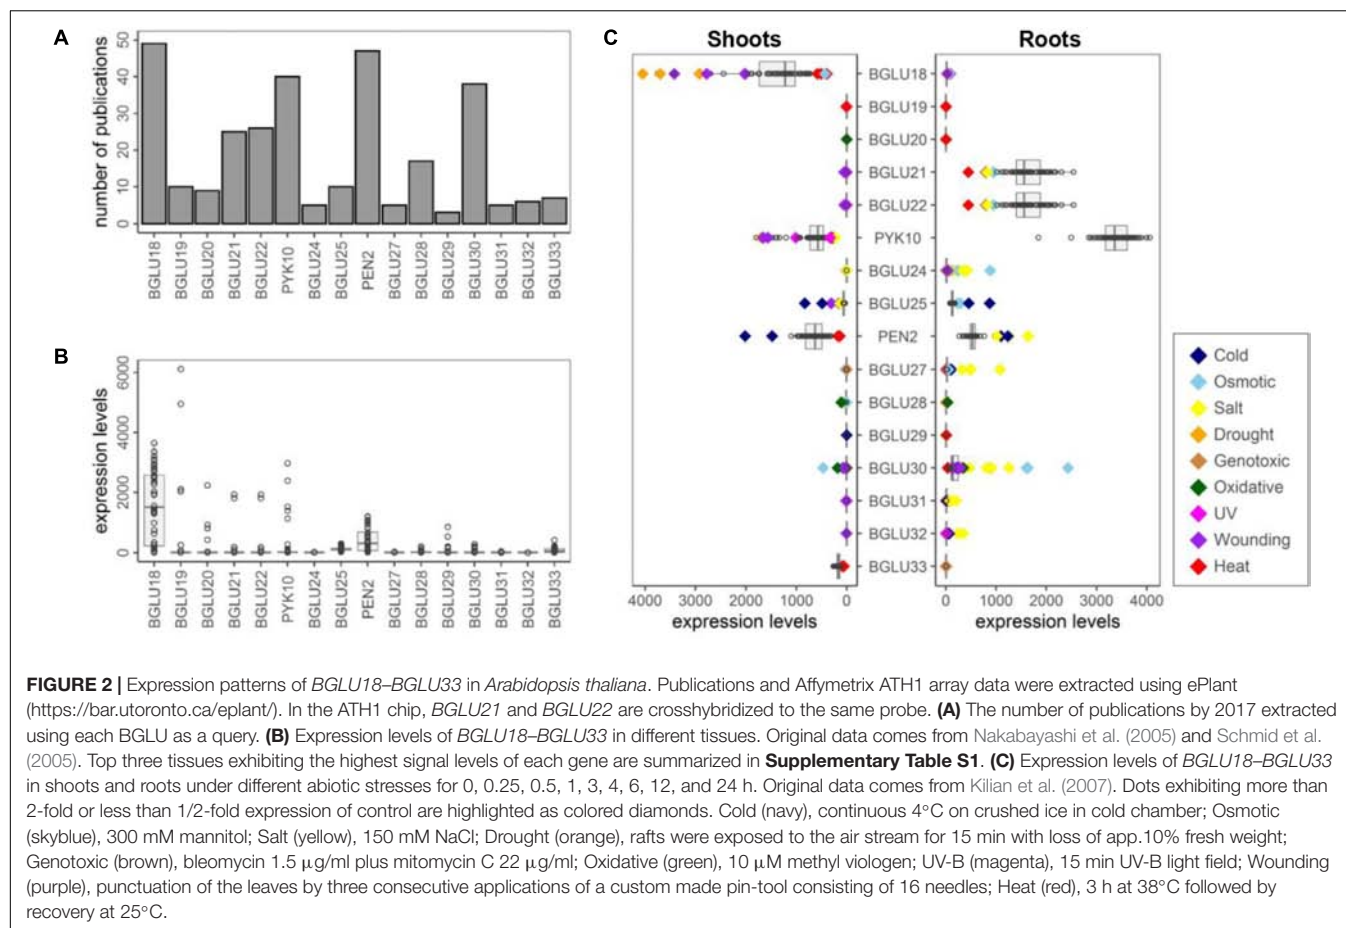 A
number of publications
50
40
30
20
10
0
BGLU18
BGLU19
BGLU20
BGLU21
BGLU22
PYK10
BGLU24
BGLU25
PEN2
BGLU27
BGLU28
BGLU29
BGLU30
BGLU31
BGLU32
BGLU33
B
expression levels
6000
4000
2000
0
BGLU18
BGLU19
BGLU20
BGLU21
BGLU22
PYK10
BGLU24
BGLU25
PEN2
BGLU27
BGLU28
BGLU29
BGLU30
BGLU31
BGLU32
BGLU33
C
Shoots Roots
BGLU18
BGLU19
BGLU20
BGLU21
BGLU22
PYK10
BGLU24
BGLU25
PEN2
BGLU27
BGLU28
BGLU29
BGLU30
BGLU31
BGLU32
BGLU33
4000 3000 2000 1000 0 0 1000 2000 3000 4000
expression levels expression levels
Cold
Osmotic
Salt
Drought
Genotoxic
Oxidative
UV
Wounding
Heat
FIGURE 2 | Expression patterns of BGLU18–BGLU33 in Arabidopsis thaliana. Publications and Affymetrix ATH1 array data were extracted using ePlant
(https://bar.utoronto.ca/eplant/). In the ATH1 chip, BGLU21 and BGLU22 are crosshybridized to the same probe. (A) The number of publications by 2017 extracted
using each BGLU as a query. (B) Expression levels of BGLU18–BGLU33 in different tissues. Original data comes from Nakabayashi et al. (2005) and Schmid et al.
(2005). Top three tissues exhibiting the highest signal levels of each gene are summarized in Supplementary Table S1. (C) Expression levels of BGLU18–BGLU33
in shoots and roots under different abiotic stresses for 0, 0.25, 0.5, 1, 3, 4, 6, 12, and 24 h. Original data comes from Kilian et al. (2007). Dots exhibiting more than
2-fold or less than 1/2-fold expression of control are highlighted as colored diamonds. Cold (navy), continuous 4°C on crushed ice in cold chamber; Osmotic
(skyblue), 300 mM mannitol; Salt (yellow), 150 mM NaCl; Drought (orange), rafts were exposed to the air stream for 15 min with loss of app.10% fresh weight;
Genotoxic (brown), bleomycin 1.5 μg/ml plus mitomycin C 22 μg/ml; Oxidative (green), 10 μM methyl viologen; UV-B (magenta), 15 min UV-B light field; Wounding
(purple), punctuation of the leaves by three consecutive applications of a custom made pin-tool consisting of 16 needles; Heat (red), 3 h at 38°C followed by
recovery at 25°C.